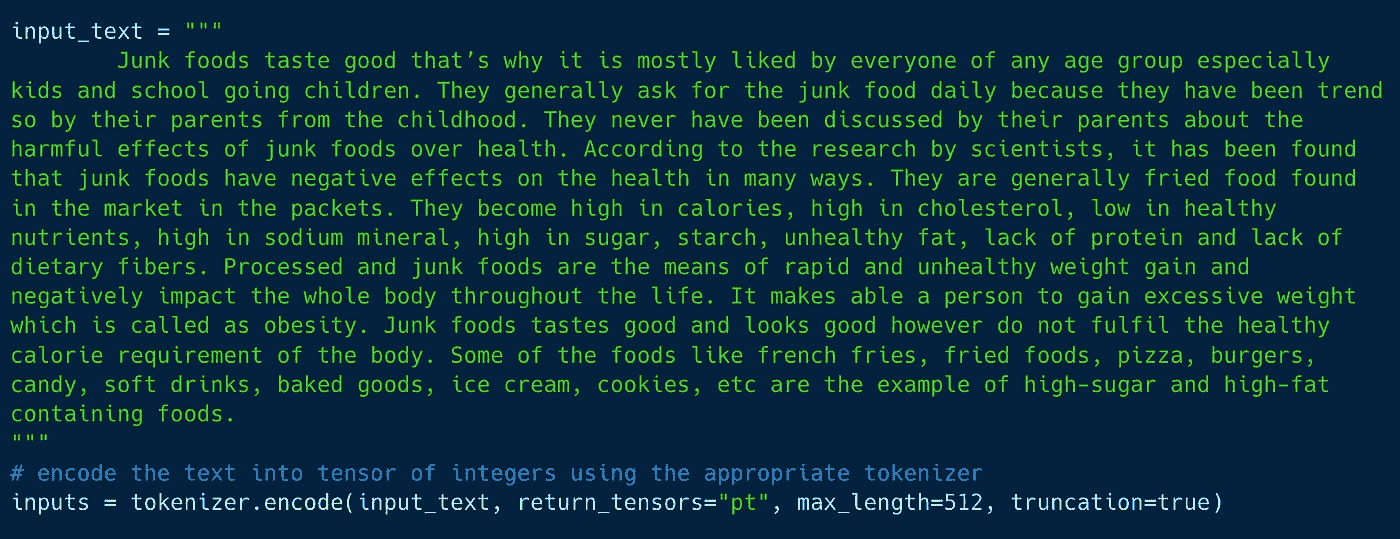 input_text = """
Junk foods taste good that’s why it is mostly liked by everyone of any age group especially
kids and school going children. They generally ask for the junk food daily because they have been trend
so by their parents from the childhood. They never have been discussed by their parents about the
harmful effects of junk foods over health. According to the research by scientists, it has been found
that junk foods have negative effects on the health in many ways. They are generally fried food found
in the market in the packets. They become high in calories, high in cholesterol, low in healthy
nutrients, high in sodium mineral, high in sugar, starch, unhealthy fat, lack of protein and lack of
dietary fibers. Processed and junk foods are the means of rapid and unhealthy weight gain and
negatively impact the whole body throughout the life. It makes able a person to gain excessive weight
which is called as obesity. Junk foods tastes good and looks good however do not fulfil the healthy
calorie requirement of the body. Some of the foods like french fries, fried foods, pizza, burgers,
candy, soft drinks, baked goods, ice cream, cookies, etc are the example of high-sugar and high-fat
containing foods.
"""
# encode the text into tensor of integers using the appropriate tokenizer
inputs = tokenizer.encode(input_text, return_tensors="pt", max_length=512, truncation=true)